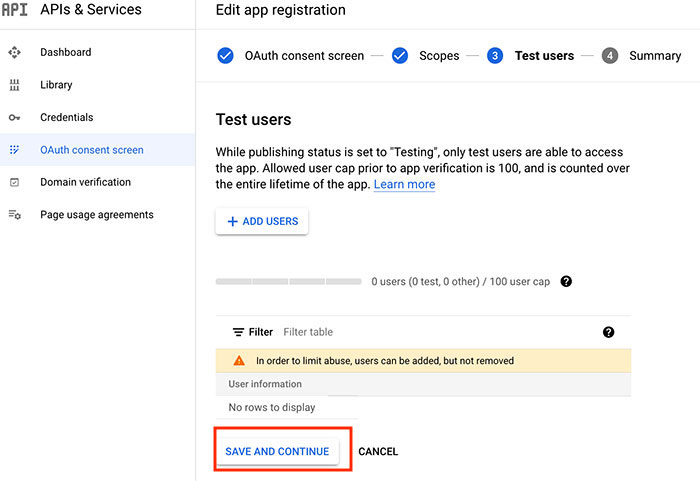 API APIs & Services
Edit app registration
Dashboard
Library
Credentials
OAuth consent screen
Domain verification
Page usage agreements
OAuth consent screen — Scopes — 3 Test users — 4 Summary
Test users
While publishing status is set to "Testing", only test users are able to access
the app. Allowed user cap prior to app verification is 100, and is counted over
the entire lifetime of the app. Learn more
+ ADD USERS
0 users (0 test, 0 other) / 100 user cap ?
Filter Filter table ?
In order to limit abuse, users can be added, but not removed
User information
No rows to display
SAVE AND CONTINUE CANCEL